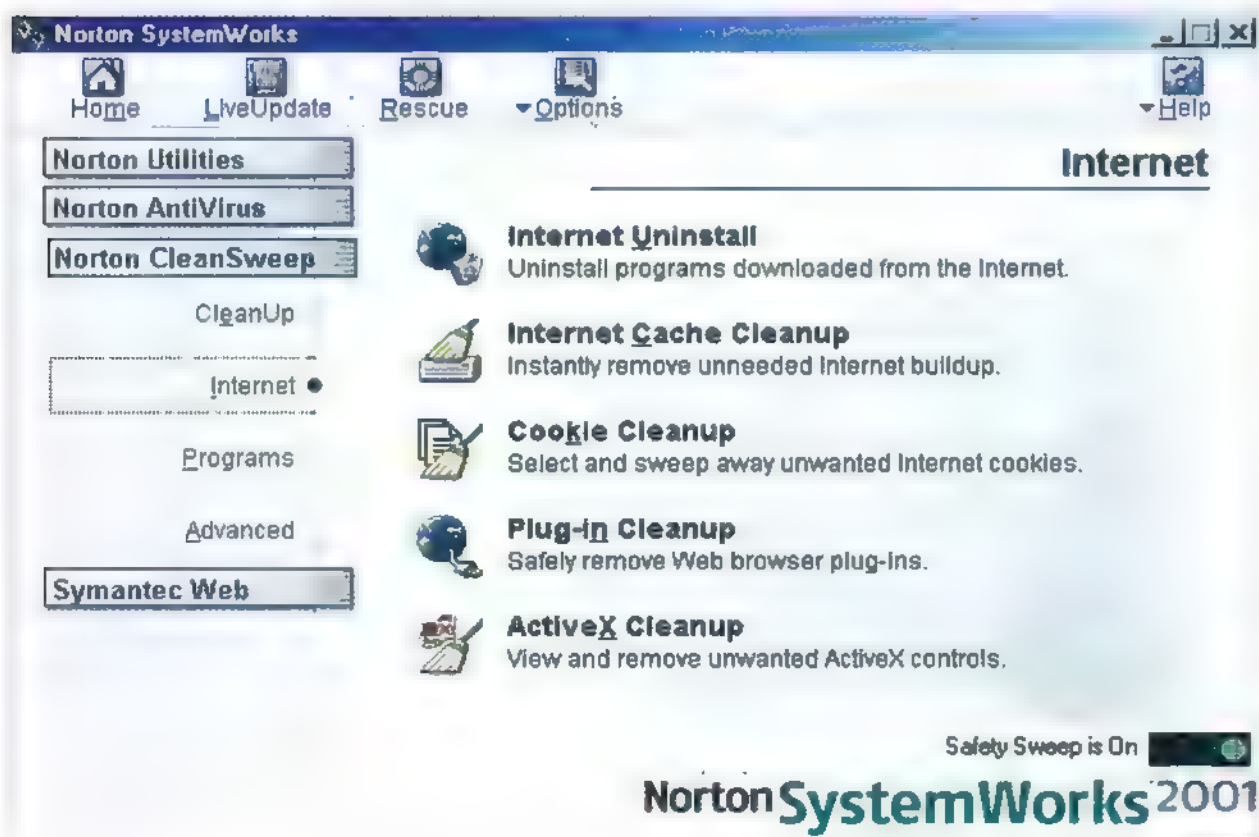 Norton SystemWorks
Home LiveUpdate Rescue Options Help
Norton Utilities
Norton AntiVirus
Norton CleanSweep
CleanUp
Internet
Programs
Advanced
Symantec Web
Internet
Internet Uninstall
Uninstall programs downloaded from the Internet.
Internet Cache Cleanup
Instantly remove unneeded Internet buildup.
Cookie Cleanup
Select and sweep away unwanted Internet cookies.
Plug-in Cleanup
Safely remove Web browser plug-ins.
ActiveX Cleanup
View and remove unwanted ActiveX controls.
Safety Sweep is On
Norton SystemWorks 2001